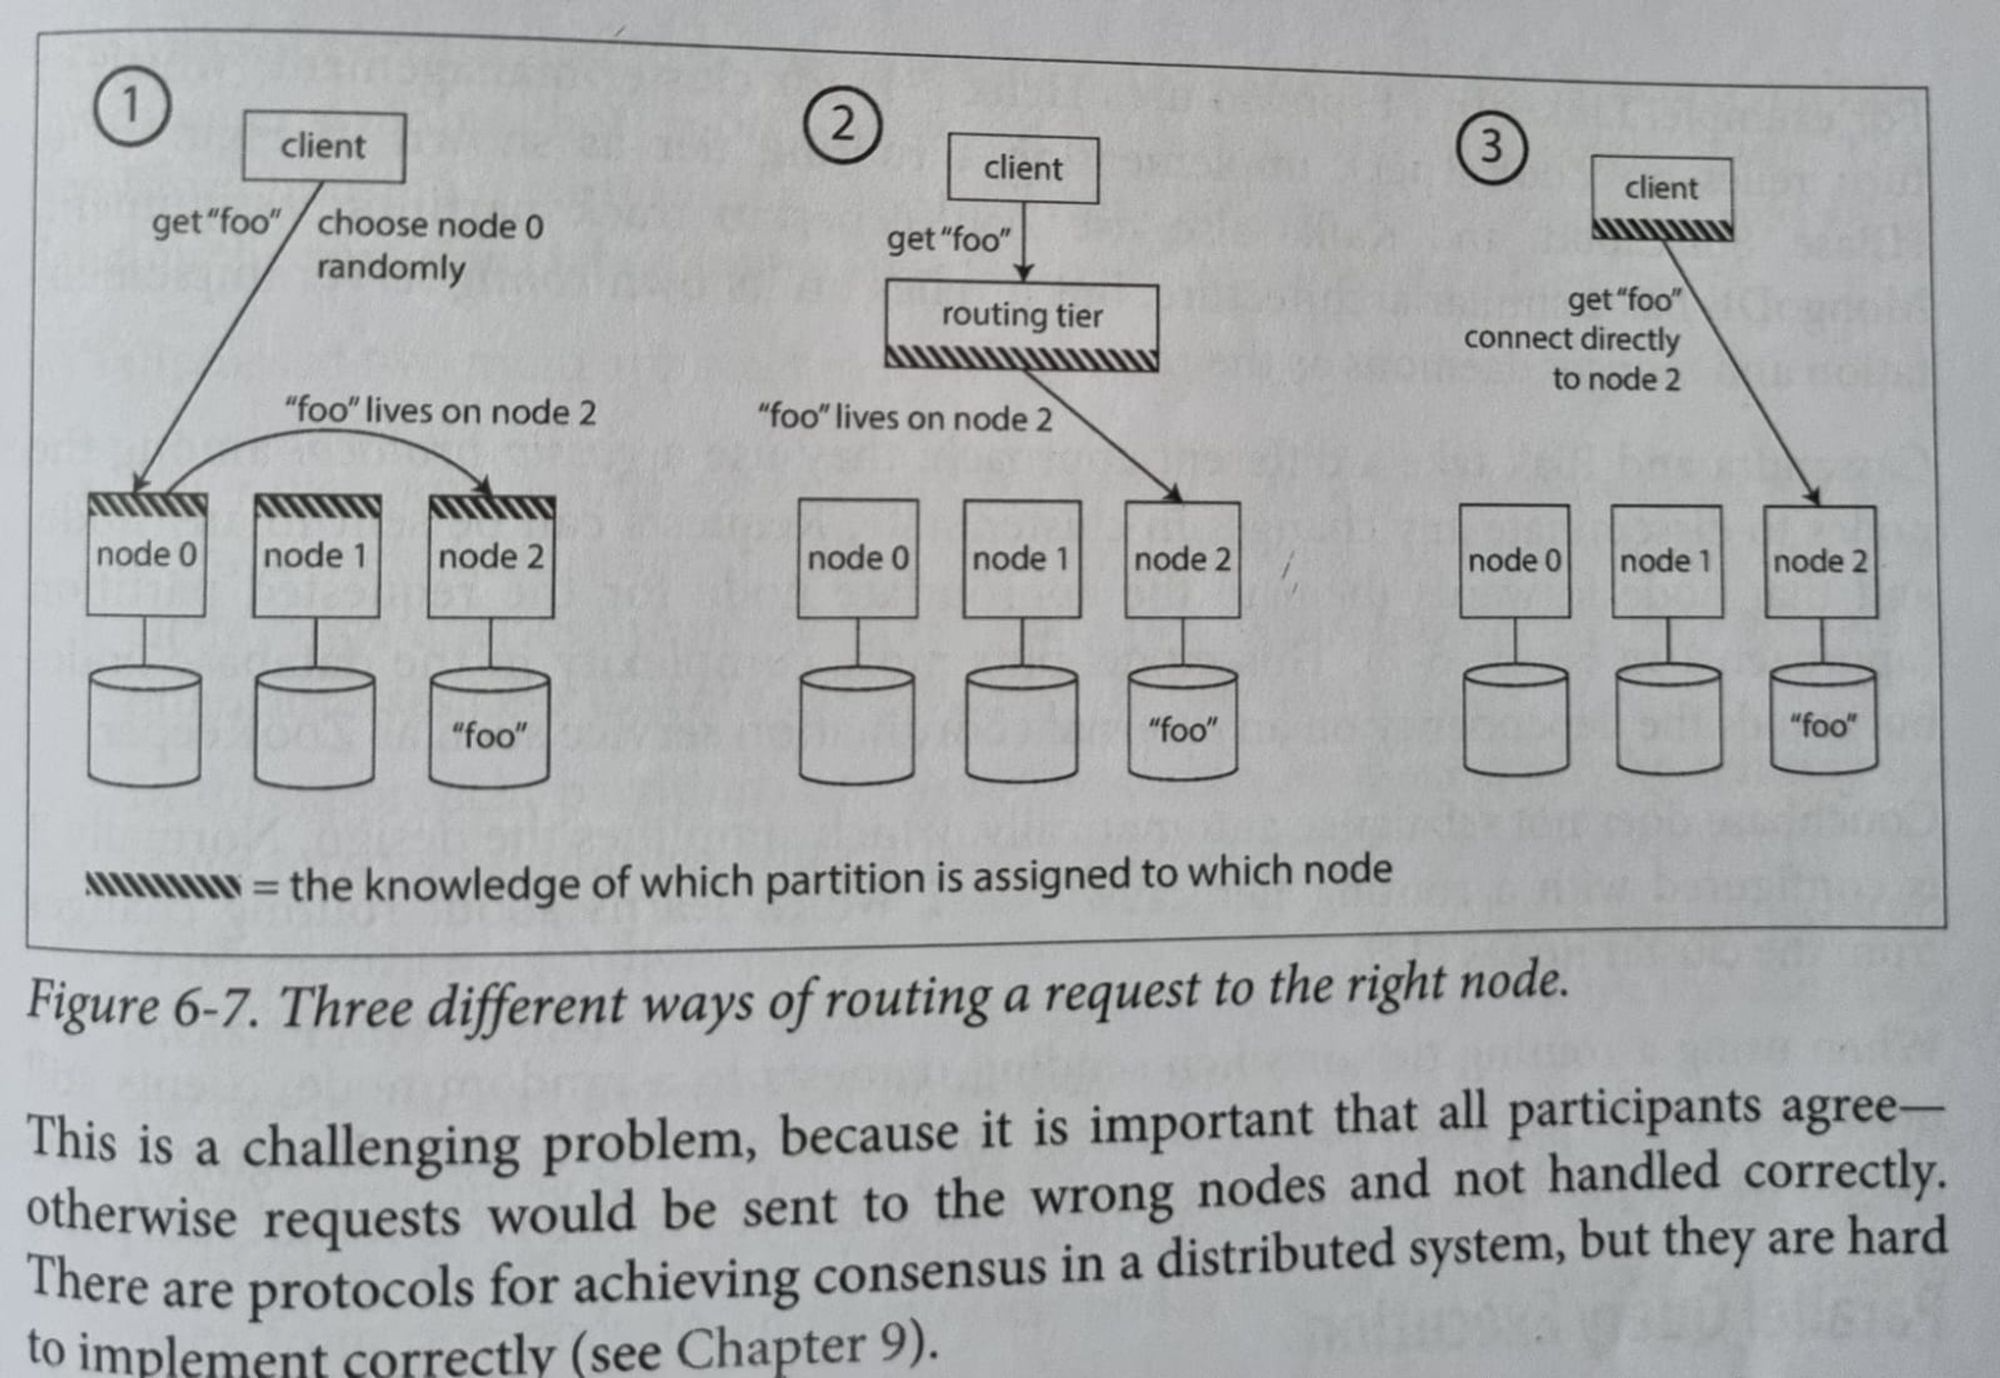 1
client
get “foo”
choose node 0
randomly
“foo” lives on node 2
node 0
node 1
node 2
“foo”
2
client
get “foo”
routing tier
“foo” lives on node 2
node 0
node 1
node 2
“foo”
3
client
get “foo”
connect directly
to node 2
node 0
node 1
node 2
“foo”
= the knowledge of which partition is assigned to which node
Figure 6-7. Three different ways of routing a request to the right node.
This is a challenging problem, because it is important that all participants agree—
otherwise requests would be sent to the wrong nodes and not handled correctly.
There are protocols for achieving consensus in a distributed system, but they are hard
to implement correctly (see Chapter 9).